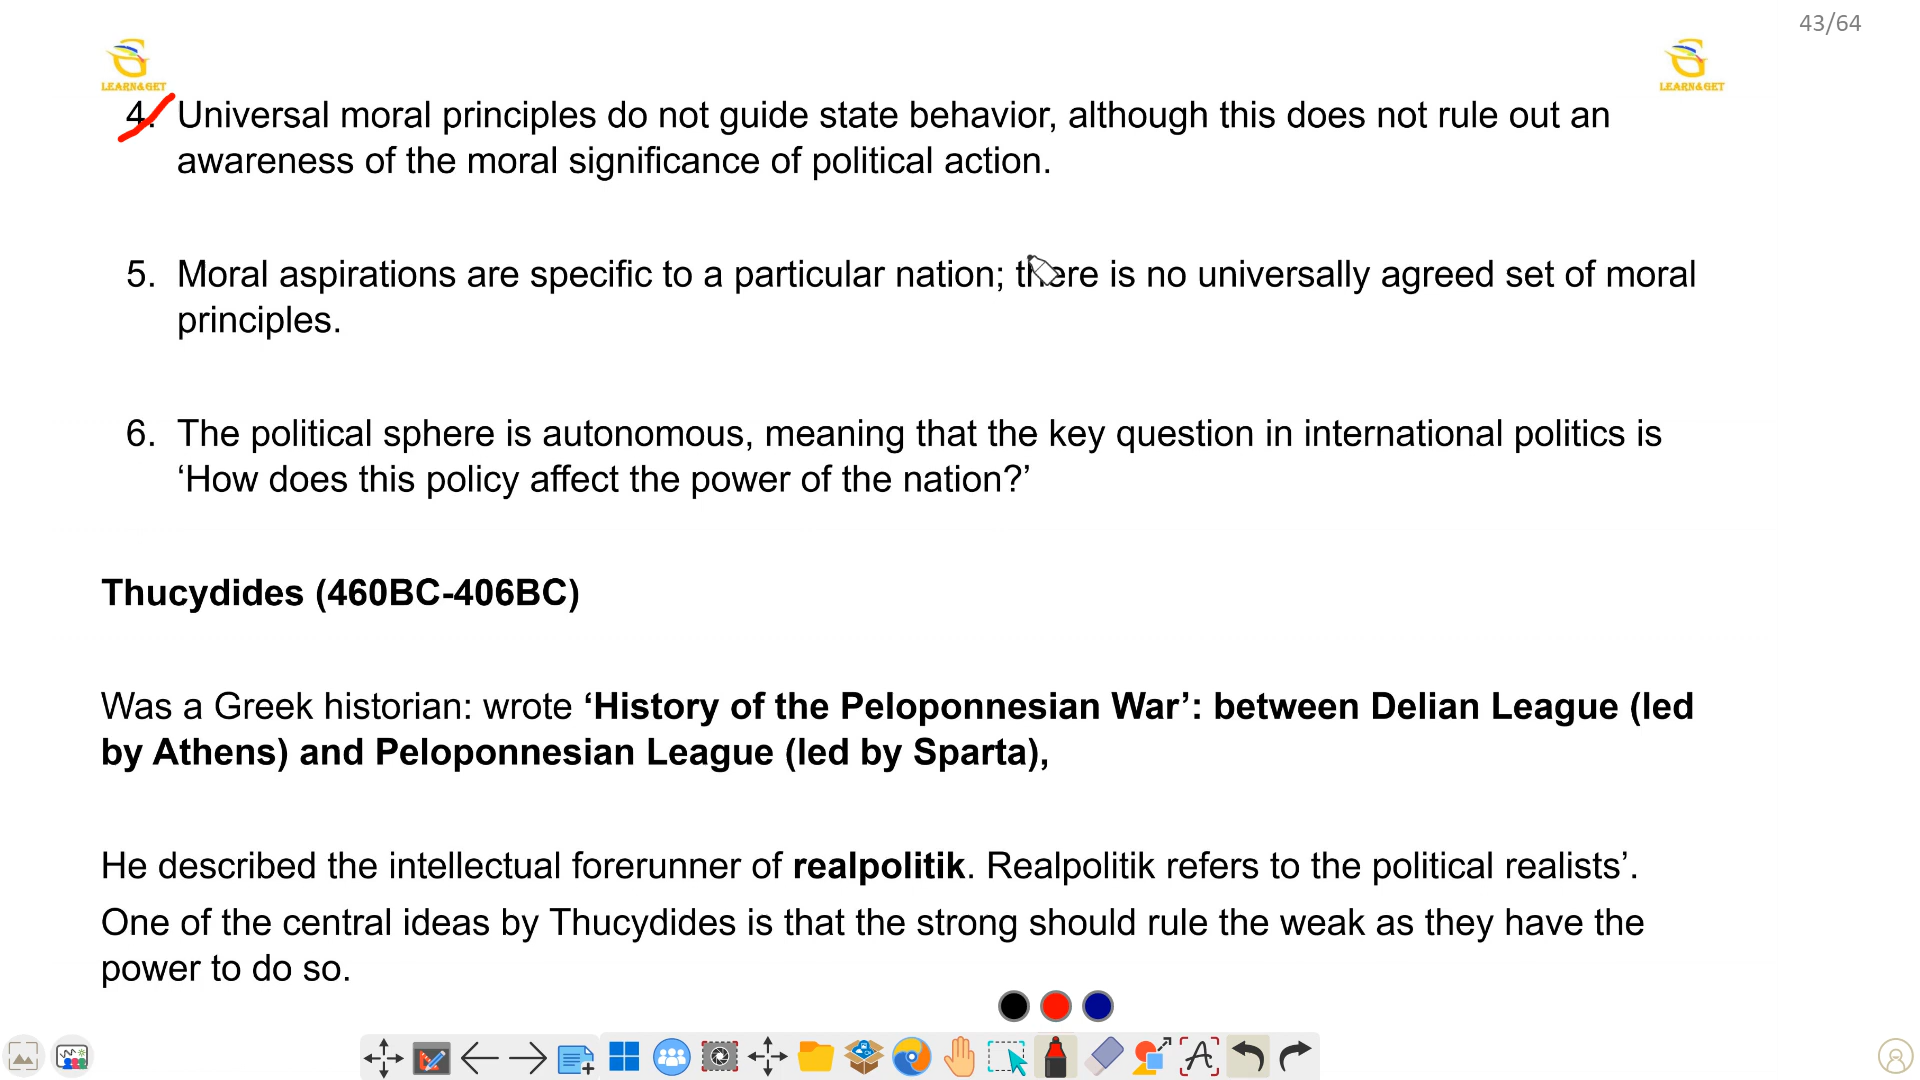 43/64
LEARN&GET
LEARN&GET
4. Universal moral principles do not guide state behavior, although this does not rule out an
awareness of the moral significance of political action.
5. Moral aspirations are specific to a particular nation; there is no universally agreed set of moral
principles.
6. The political sphere is autonomous, meaning that the key question in international politics is
‘How does this policy affect the power of the nation?’
Thucydides (460BC-406BC)
Was a Greek historian: wrote ‘History of the Peloponnesian War’: between Delian League (led
by Athens) and Peloponnesian League (led by Sparta),
He described the intellectual forerunner of realpolitik. Realpolitik refers to the political realists’.
One of the central ideas by Thucydides is that the strong should rule the weak as they have the
power to do so.